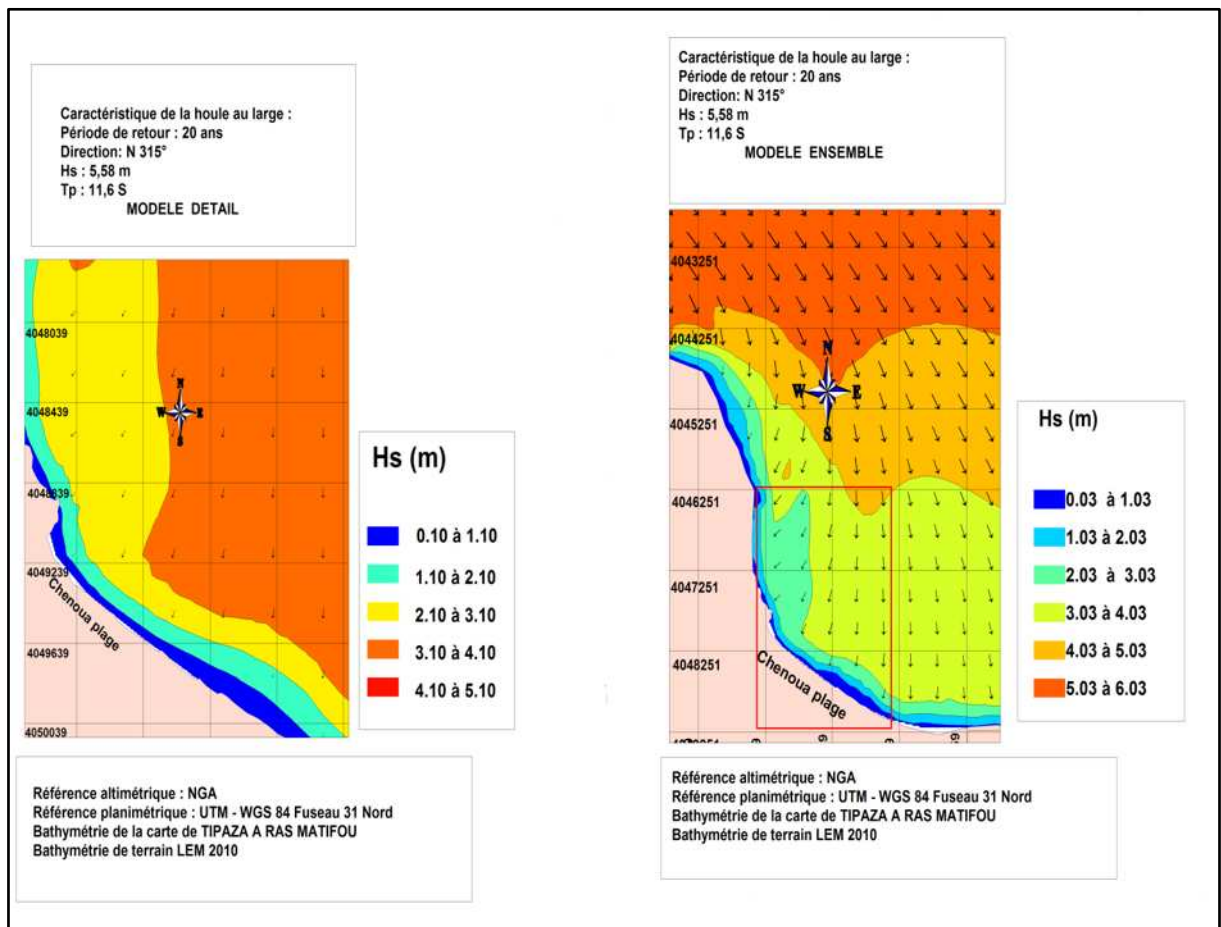 Caractéristique de la houle au large :
Période de retour : 20 ans
Direction: N 315°
Hs : 5,58 m
Tp : 11,6 S
MODELE DETAIL
4048039
4048439
4048839
4049239
4049639
4050039
N
W
E
S
Chenoua plage
Hs (m)
0.10 à 1.10
1.10 à 2.10
2.10 à 3.10
3.10 à 4.10
4.10 à 5.10
Référence altimétrique : NGA
Référence planimétrique : UTM - WGS 84 Fuseau 31 Nord
Bathymétrie de la carte de TIPAZA A RAS MATIFOU
Bathymétrie de terrain LEM 2010
Caractéristique de la houle au large :
Période de retour : 20 ans
Direction: N 315°
Hs : 5,58 m
Tp : 11,6 S
MODELE ENSEMBLE
4043251
4044251
4045251
4046251
4047251
4048251
N
W
E
S
Chenoua plage
Hs (m)
0.03 à 1.03
1.03 à 2.03
2.03 à 3.03
3.03 à 4.03
4.03 à 5.03
5.03 à 6.03
Référence altimétrique : NGA
Référence planimétrique : UTM - WGS 84 Fuseau 31 Nord
Bathymétrie de la carte de TIPAZA A RAS MATIFOU
Bathymétrie de terrain LEM 2010